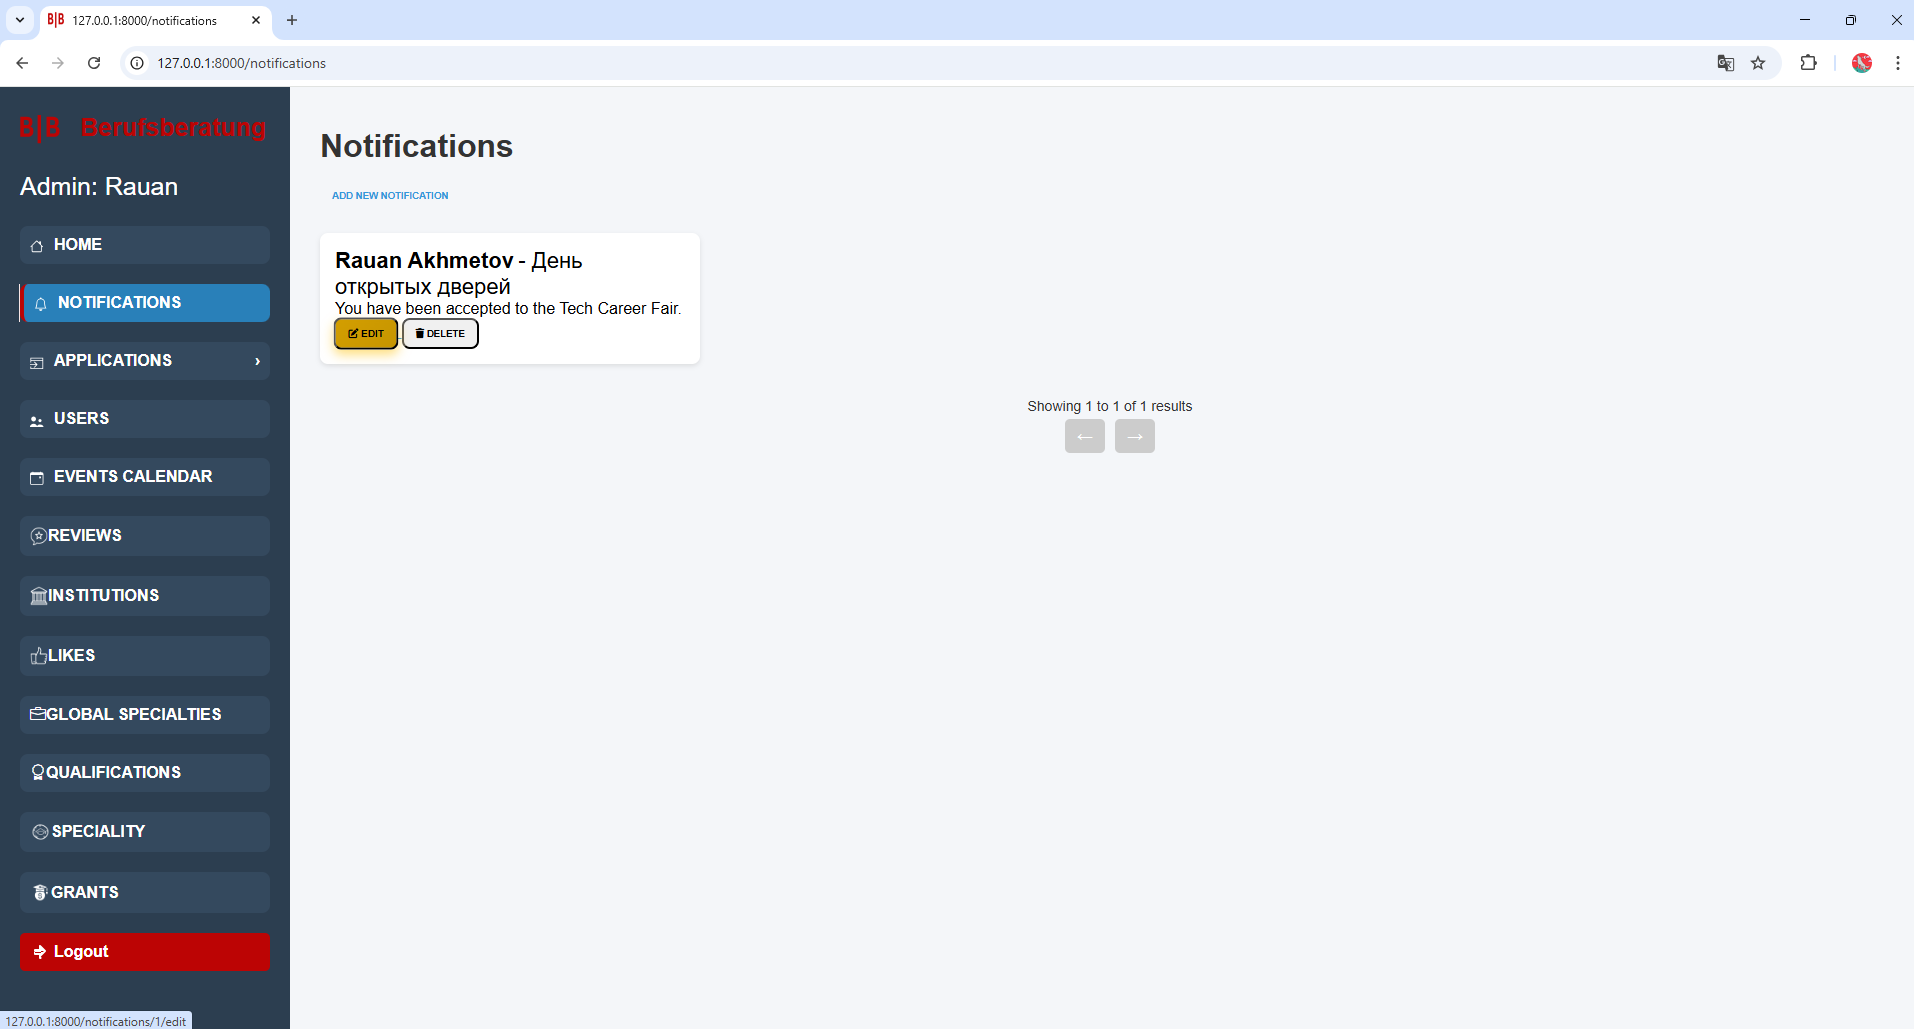 B|B 127.0.0.1:8000/notifications
127.0.0.1:8000/notifications
B|B Berufsberatung
Admin: Rauan
HOME
NOTIFICATIONS
APPLICATIONS ›
USERS
EVENTS CALENDAR
REVIEWS
INSTITUTIONS
LIKES
GLOBAL SPECIALTIES
QUALIFICATIONS
SPECIALITY
GRANTS
Logout
127.0.0.1:8000/notifications/1/edit
Notifications
ADD NEW NOTIFICATION
Rauan Akhmetov - День
открытых дверей
You have been accepted to the Tech Career Fair.
EDIT DELETE
Showing 1 to 1 of 1 results
← →